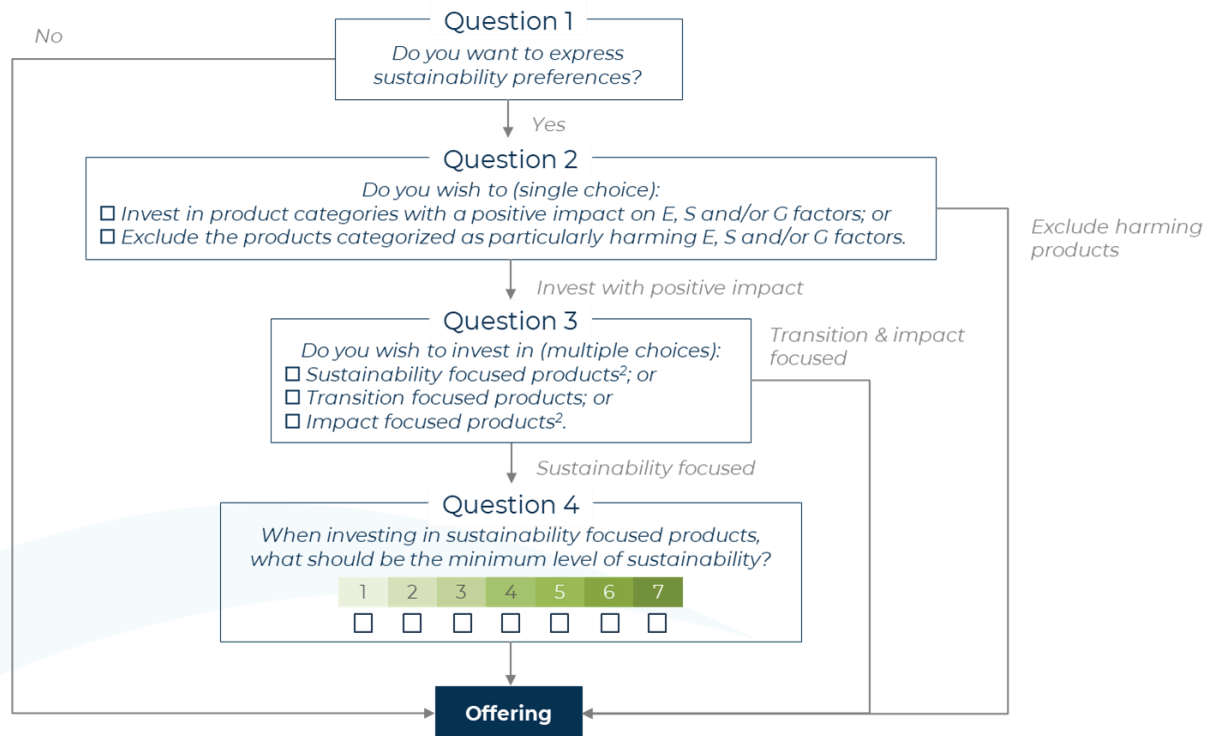 Question 1
No
Do you want to express
sustainability preferences?
Yes
Question 2
Do you wish to (single choice):
☐ Invest in product categories with a positive impact on E, S and/or G factors; or
☐ Exclude the products categorized as particularly harming E, S and/or G factors.
Exclude harming
products
Invest with positive impact
Question 3
Do you wish to invest in (multiple choices):
☐ Sustainability focused products²; or
☐ Transition focused products; or
☐ Impact focused products².
Transition & impact
focused
Sustainability focused
Question 4
When investing in sustainability focused products,
what should be the minimum level of sustainability?
1 2 3 4 5 6 7
☐ ☐ ☐ ☐ ☐ ☐ ☐
Offering